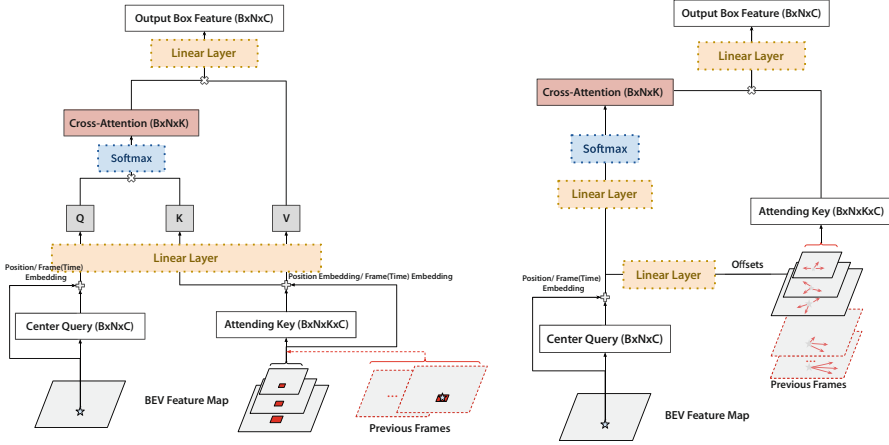 Output Box Feature (BxNxC)
Linear Layer
Cross-Attention (BxNxK)
Softmax
Q
K
V
Linear Layer
Position/ Frame(Time)
Embedding
Position Embedding/ Frame(Time) Embedding
Center Query (BxNxC)
Attending Key (BxNxKxC)
BEV Feature Map
...
Previous Frames
Output Box Feature (BxNxC)
Linear Layer
Cross-Attention (BxNxK)
Softmax
Linear Layer
Attending Key (BxNxKxC)
Linear Layer
Offsets
Position/ Frame(Time)
Embedding
Center Query (BxNxC)
Previous Frames
BEV Feature Map